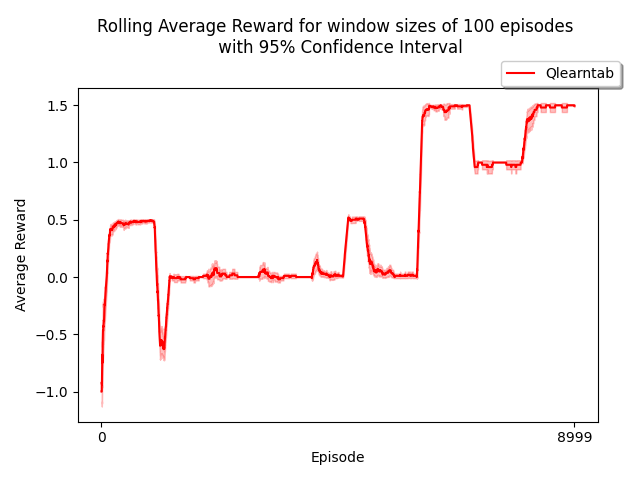 Rolling Average Reward for window sizes of 100 episodes
with 95% Confidence Interval
Qlearntab
1.5
1.0
0.5
0.0
−0.5
−1.0
Average Reward
0
8999
Episode